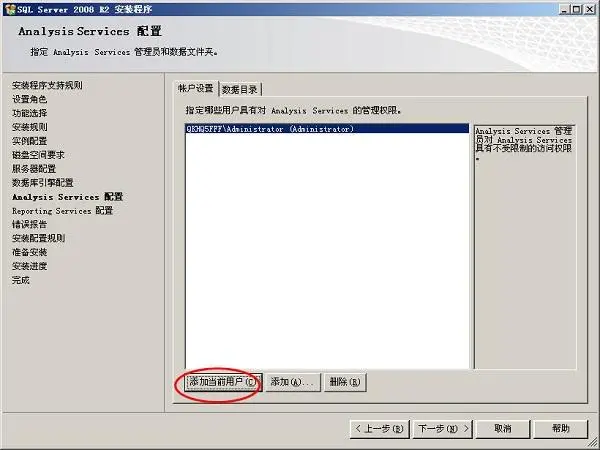 SQL Server 2008 R2 安装程序
Analysis Services 配置
指定 Analysis Services 管理员和数据文件夹。
安装程序支持规则
设置角色
功能选择
安装规则
实例配置
磁盘空间要求
服务器配置
数据库引擎配置
Analysis Services 配置
Reporting Services 配置
错误报告
安装配置规则
准备安装
安装进度
完成
帐户设置 数据目录
指定哪些用户具有对 Analysis Services 的管理权限。
QEMQ5FFF\Administrator (Administrator)
Analysis Services 管理
员对 Analysis Services
具有不受限制的访问权限
。
添加当前用户(C) 添加(A)... 删除(R)
< 上一步(B) 下一步(N) > 取消 帮助